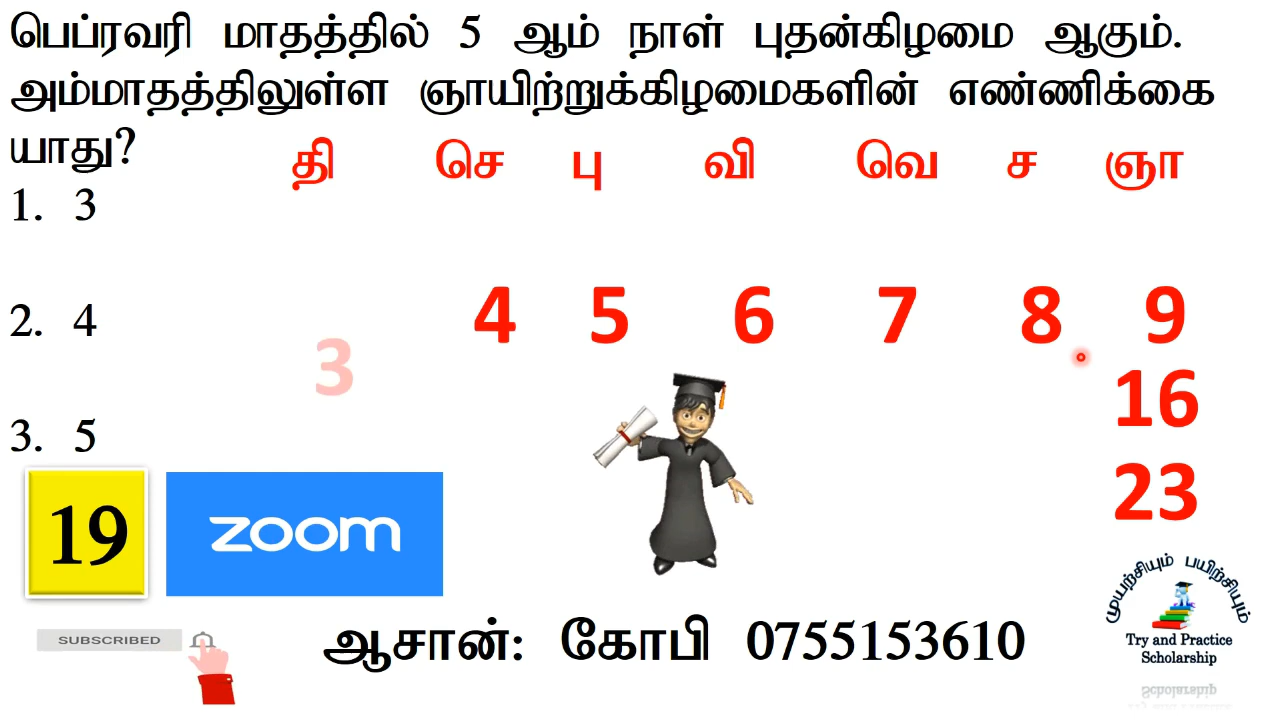 பெப்ரவரி மாதத்தில் 5 ஆம் நாள் புதன்கிழமை ஆகும்.
அம்மாதத்திலுள்ள ஞாயிற்றுக்கிழமைகளின் எண்ணிக்கை
யாது?
தி செ பு வி வெ ச ஞா
1. 3
2. 4
4 5 6 7 8 9
3
16
3. 5
23
19
zoom
SUBSCRIBED
ஆசான்: கோபி 0755153610
முயற்சியும் பயிற்சியும்
Try and Practice
Scholarship